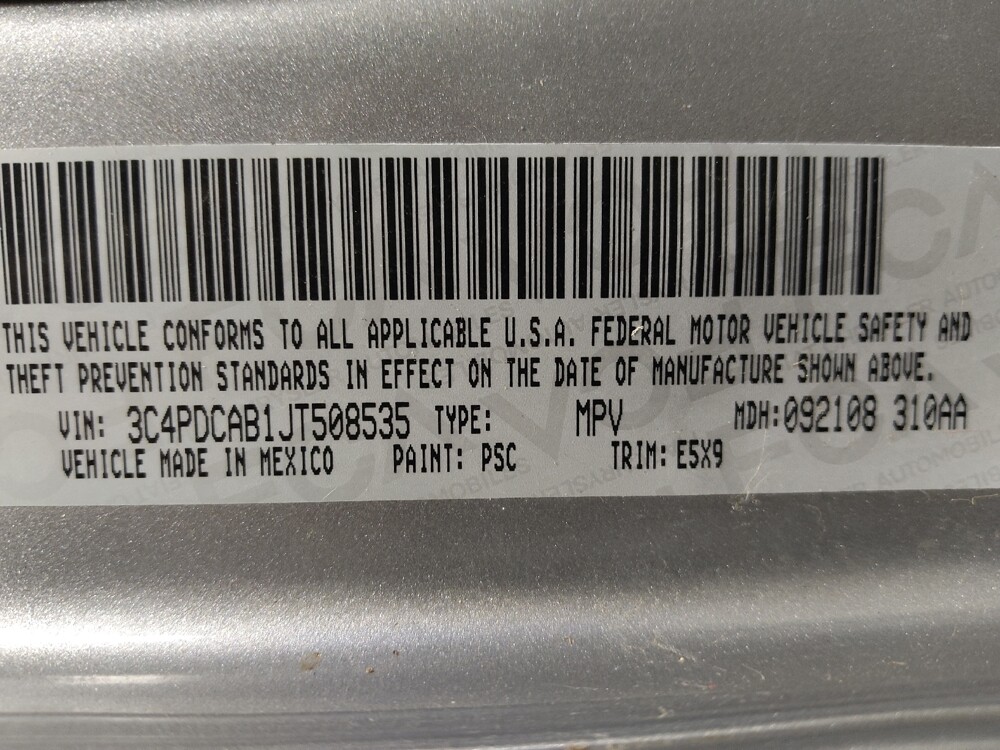 THIS VEHICLE CONFORMS TO ALL APPLICABLE U.S.A. FEDERAL MOTOR VEHICLE SAFETY AND
THEFT PREVENTION STANDARDS IN EFFECT ON THE DATE OF MANUFACTURE SHOWN ABOVE.
VIN: 3C4PDCAB1JT508535 TYPE: MPV MDH:092108 310AA
VEHICLE MADE IN MEXICO PAINT: PSC TRIM: E5X9